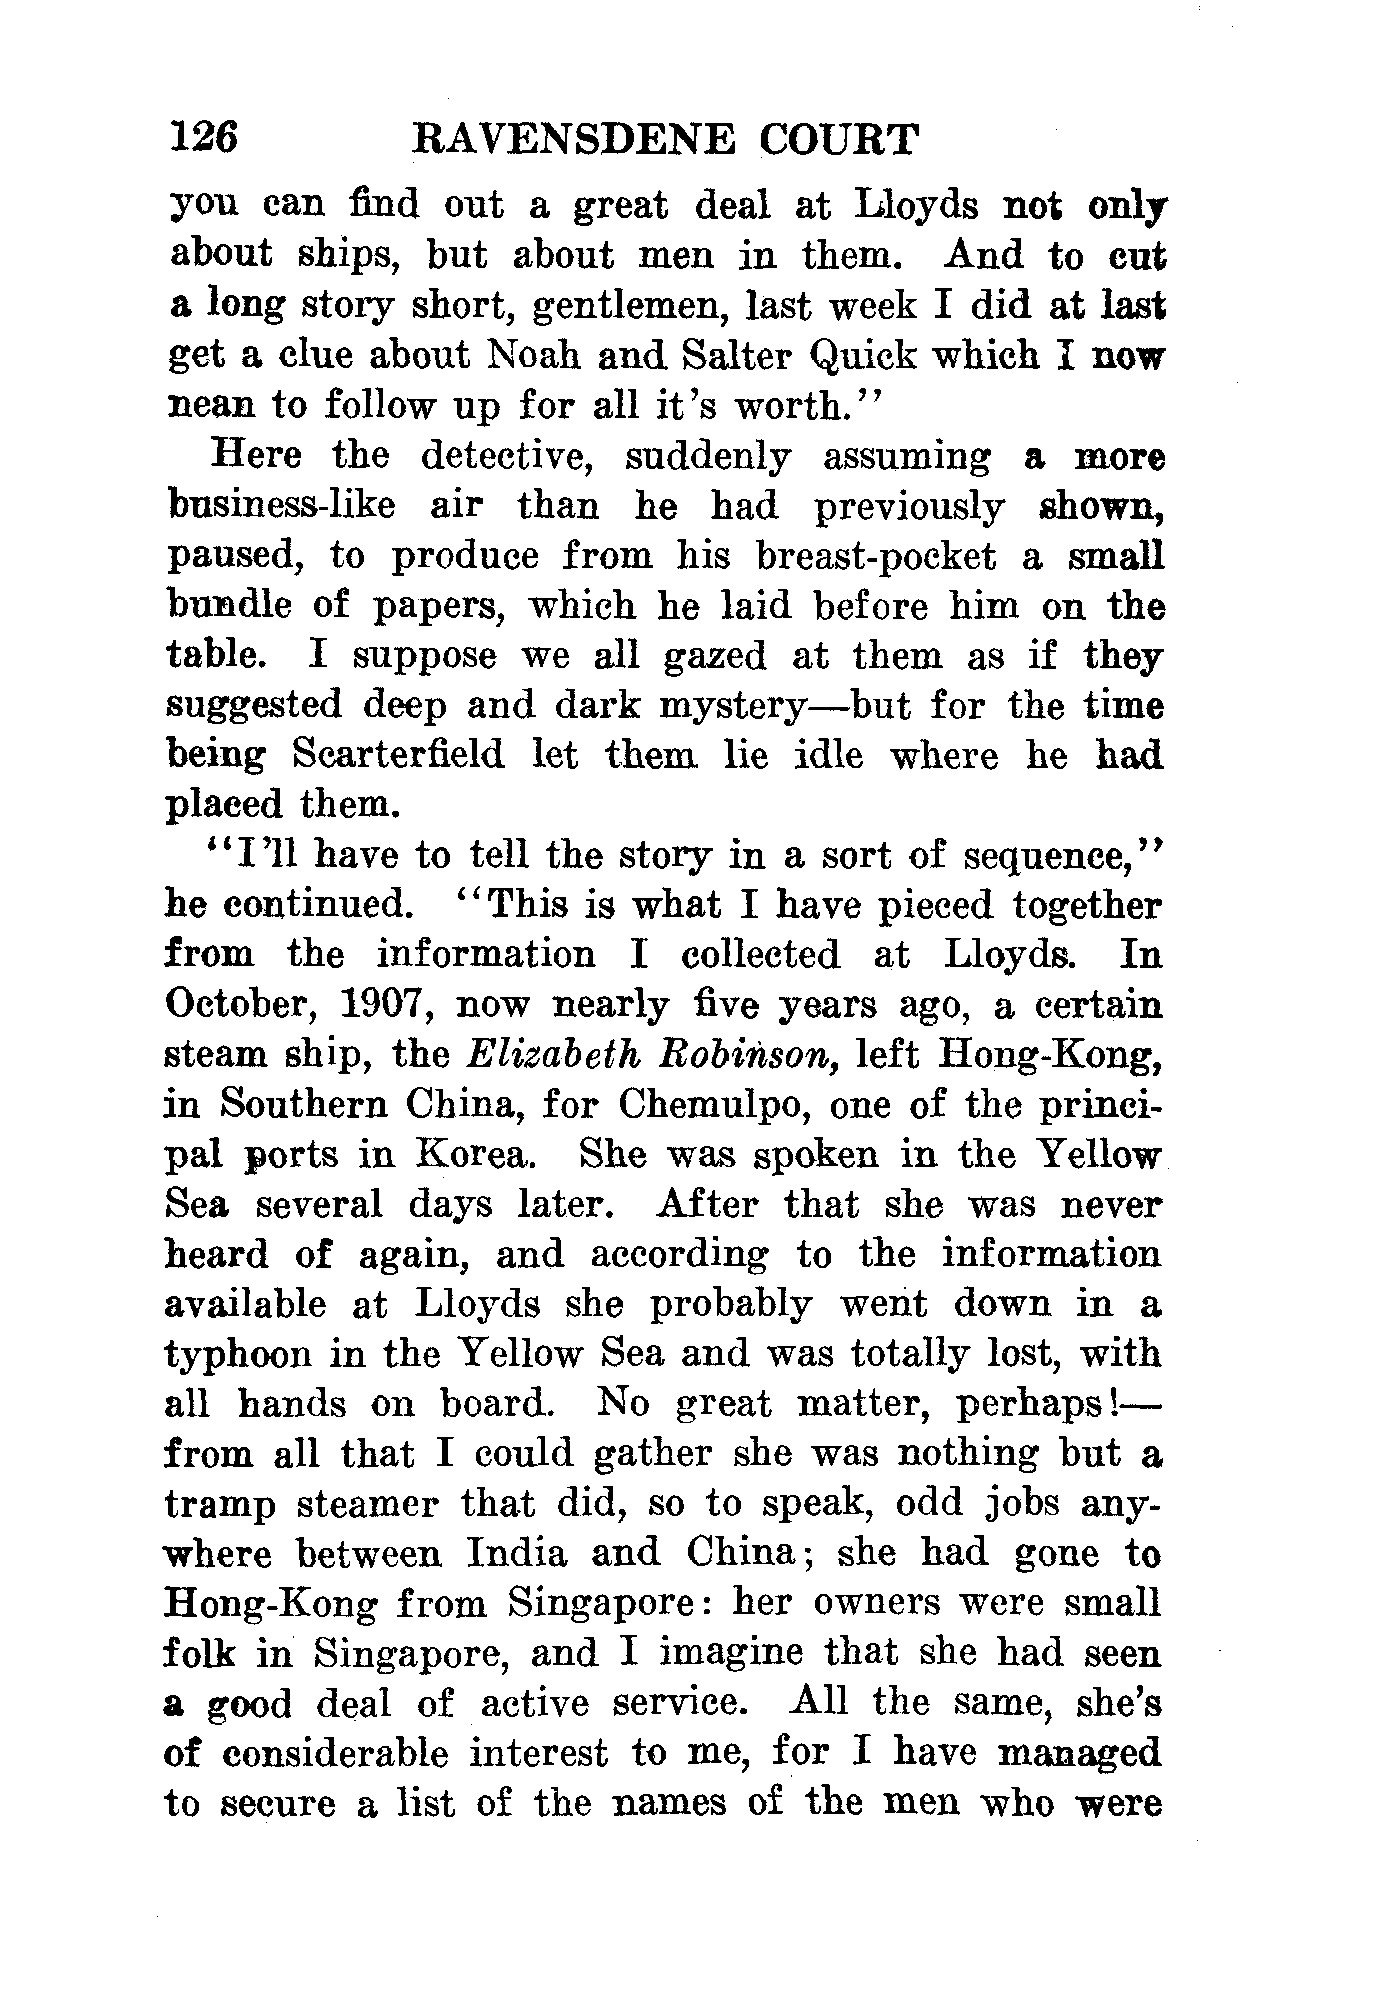 126 RAVENSDENE COURT
you can find out a great deal at Lloyds not only
about ships, but about men in them. And to cut
a long story short, gentlemen, last week I did at last
get a clue about Noah and Salter Quick which I now
nean to follow up for all it's worth."
Here the detective, suddenly assuming a more
business-like air than he had previously shown,
paused, to produce from his breast-pocket a small
bundle of papers, which he laid before him on the
table. I suppose we all gazed at them as if they
suggested deep and dark mystery—but for the time
being Scarterfield let them lie idle where he had
placed them.
"I'll have to tell the story in a sort of sequence,"
he continued. "This is what I have pieced together
from the information I collected at Lloyds. In
October, 1907, now nearly five years ago, a certain
steam ship, the Elizabeth Robinson, left Hong-Kong,
in Southern China, for Chemulpo, one of the princi-
pal ports in Korea. She was spoken in the Yellow
Sea several days later. After that she was never
heard of again, and according to the information
available at Lloyds she probably went down in a
typhoon in the Yellow Sea and was totally lost, with
all hands on board. No great matter, perhaps!—
from all that I could gather she was nothing but a
tramp steamer that did, so to speak, odd jobs any-
where between India and China; she had gone to
Hong-Kong from Singapore: her owners were small
folk in Singapore, and I imagine that she had seen
a good deal of active service. All the same, she's
of considerable interest to me, for I have managed
to secure a list of the names of the men who were